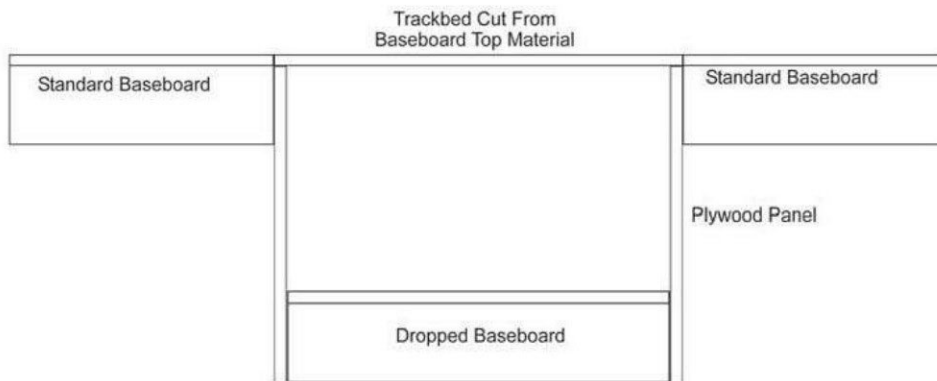 Trackbed Cut From
Baseboard Top Material
Standard Baseboard
Standard Baseboard
Plywood Panel
Dropped Baseboard